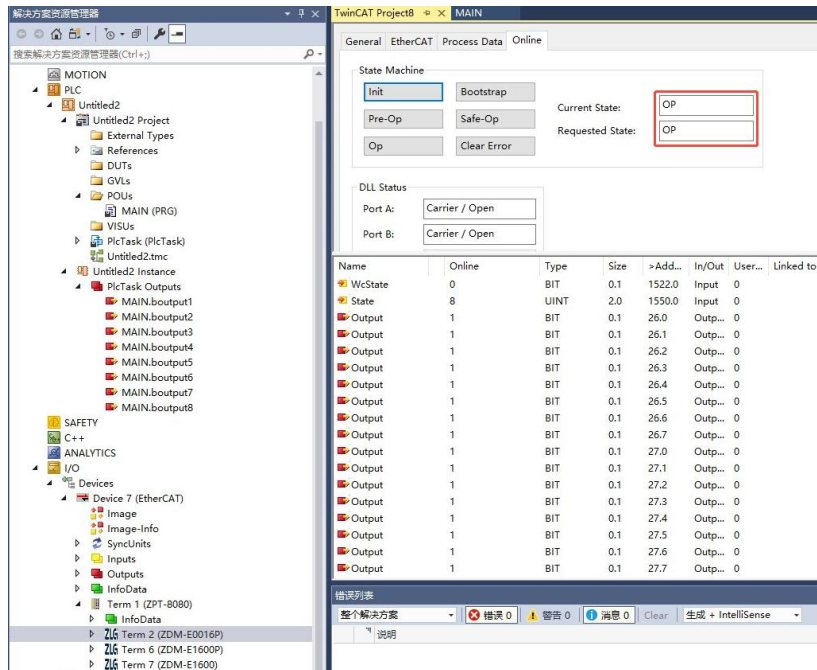 解决方案资源管理器
搜索解决方案资源管理器(Ctrl+;)
MOTION
PLC
Untitled2
Untitled2 Project
External Types
References
DUTs
GVLs
POUs
MAIN (PRG)
VISUs
PlcTask (PlcTask)
Untitled2.tmc
Untitled2 Instance
PlcTask Outputs
MAIN.boutput1
MAIN.boutput2
MAIN.boutput3
MAIN.boutput4
MAIN.boutput5
MAIN.boutput6
MAIN.boutput7
MAIN.boutput8
SAFETY
C++
ANALYTICS
I/O
Devices
Device 7 (EtherCAT)
Image
Image-Info
SyncUnits
Inputs
Outputs
InfoData
Term 1 (ZPT-8080)
InfoData
ZLG Term 2 (ZDM-E0016P)
ZLG Term 6 (ZDM-E1600P)
ZLG Term 7 (ZDM-E1600)
TwinCAT Project8 MAIN
General EtherCAT Process Data Online
State Machine
Init Bootstrap
Pre-Op Safe-Op
Op Clear Error
Current State: OP
Requested State: OP
DLL Status
Port A: Carrier / Open
Port B: Carrier / Open
Name Online Type Size >Add... In/Out User... Linked to
WcState 0 BIT 0.1 1522.0 Input 0
State 8 UINT 2.0 1550.0 Input 0
Output 1 BIT 0.1 26.0 Outp... 0
Output 1 BIT 0.1 26.1 Outp... 0
Output 1 BIT 0.1 26.2 Outp... 0
Output 1 BIT 0.1 26.3 Outp... 0
Output 1 BIT 0.1 26.4 Outp... 0
Output 1 BIT 0.1 26.5 Outp... 0
Output 1 BIT 0.1 26.6 Outp... 0
Output 1 BIT 0.1 26.7 Outp... 0
Output 1 BIT 0.1 27.0 Outp... 0
Output 1 BIT 0.1 27.1 Outp... 0
Output 1 BIT 0.1 27.2 Outp... 0
Output 1 BIT 0.1 27.3 Outp... 0
Output 1 BIT 0.1 27.4 Outp... 0
Output 1 BIT 0.1 27.5 Outp... 0
Output 1 BIT 0.1 27.6 Outp... 0
Output 1 BIT 0.1 27.7 Outp... 0
错误列表
整个解决方案 错误 0 警告 0 消息 0 Clear 生成 + IntelliSense
说明